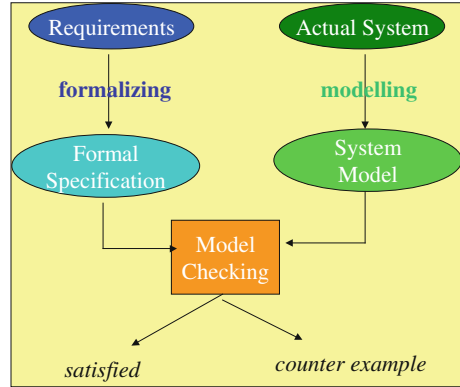 Requirements
Actual System
formalizing
modelling
Formal
Specification
System
Model
Model
Checking
satisfied
counter example